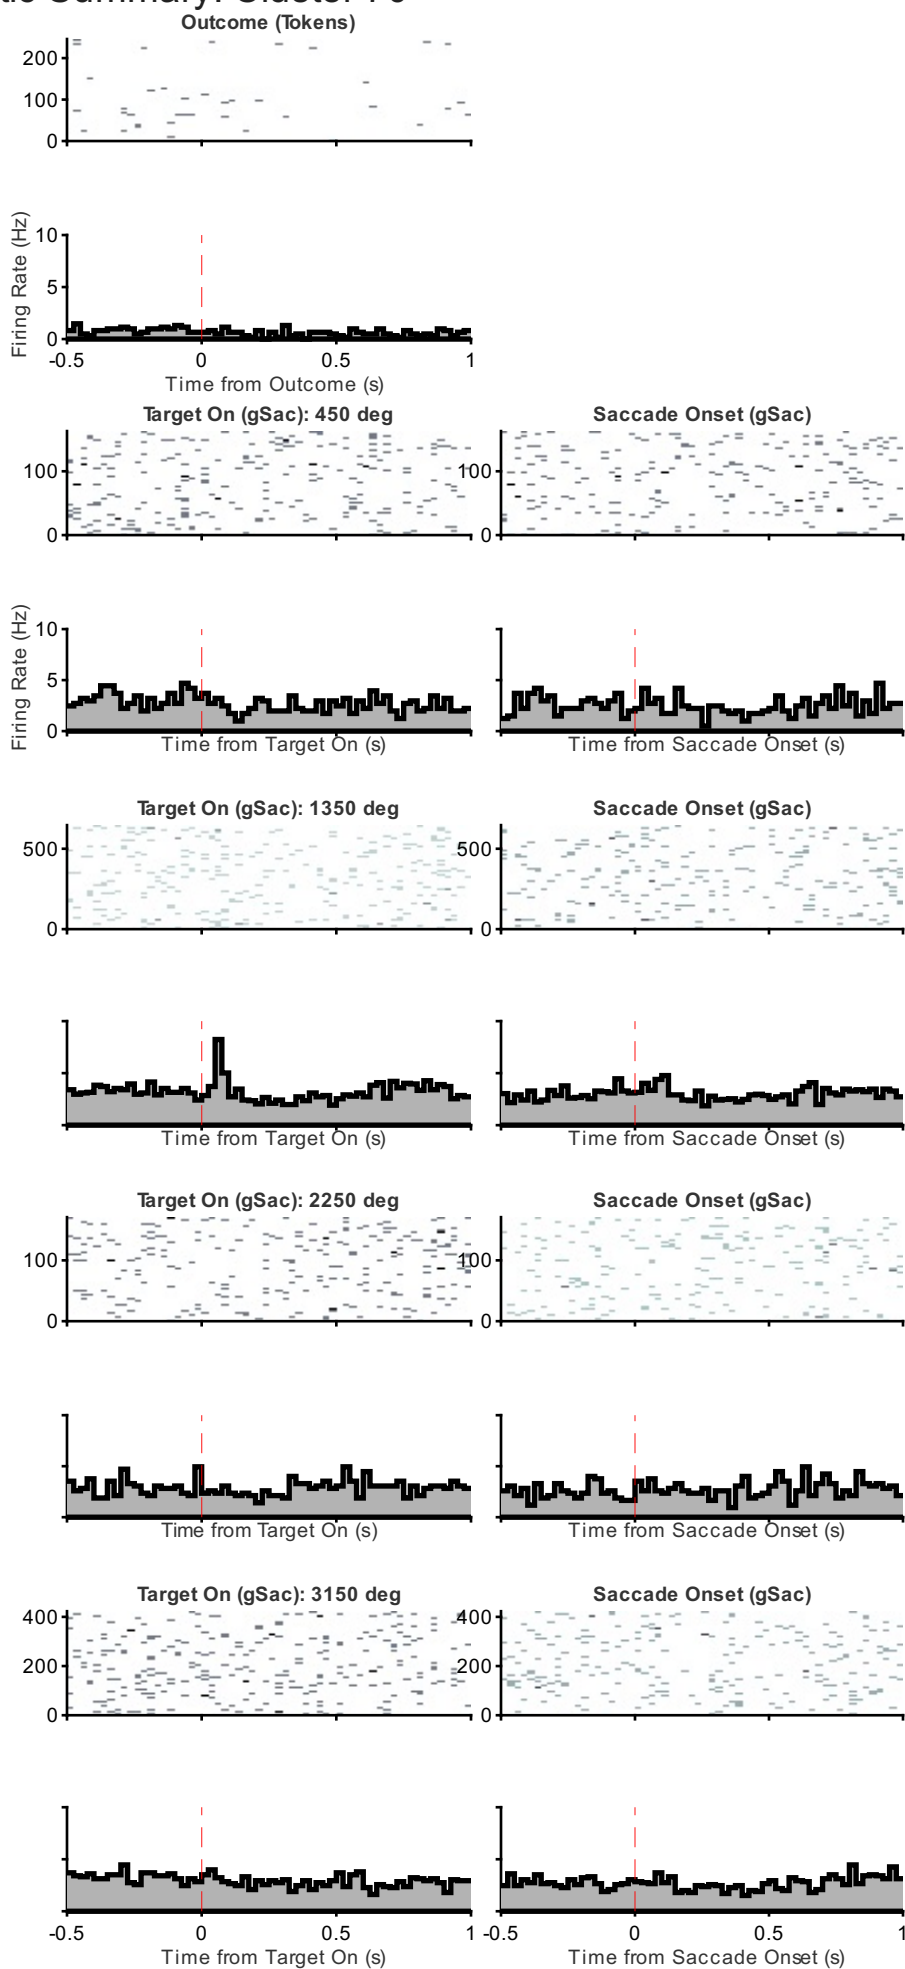 Outcome (Tokens)
200
100
0
Firing Rate (Hz)
10
5
0
-0.5 0 0.5 1
Time from Outcome (s)
Target On (gSac): 450 deg Saccade Onset (gSac)
100 100
0 0
Firing Rate (Hz)
10
5
0
Time from Target On (s) Time from Saccade Onset (s)
Target On (gSac): 1350 deg Saccade Onset (gSac)
500 500
0 0
Time from Target On (s) Time from Saccade Onset (s)
Target On (gSac): 2250 deg Saccade Onset (gSac)
100 100
0 0
Time from Target On (s) Time from Saccade Onset (s)
Target On (gSac): 3150 deg Saccade Onset (gSac)
400 400
200 200
0 0
-0.5 0 0.5 1 -0.5 0 0.5 1
Time from Target On (s) Time from Saccade Onset (s)